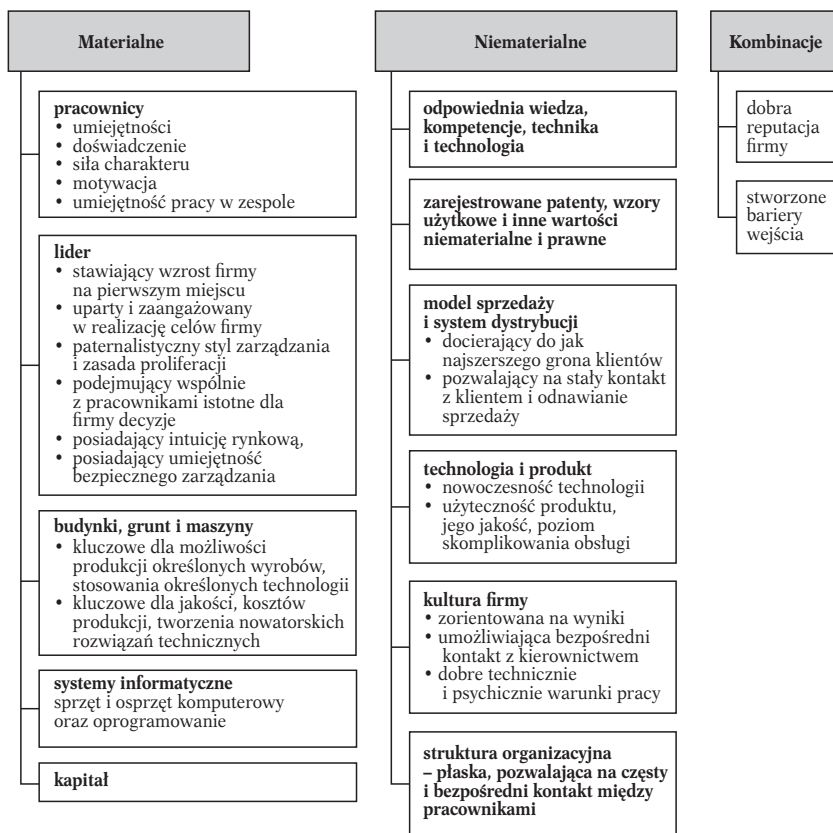 Materialne
pracownicy
• umiejętności
• doświadczenie
• siła charakteru
• motywacja
• umiejętność pracy w zespole
lider
• stawiający wzrost firmy
na pierwszym miejscu
• uparty i zaangażowany
w realizację celów firmy
• paternalistyczny styl zarządzania
i zasada proliferacji
• podejmujący wspólnie
z pracownikami istotne dla
firmy decyzje
• posiadający intuicję rynkową,
• posiadający umiejętność
bezpiecznego zarządzania
budynki, grunt i maszyny
• kluczowe dla możliwości
produkcji określonych wyrobów,
stosowania określonych technologii
• kluczowe dla jakości, kosztów
produkcji, tworzenia nowatorskich
rozwiązań technicznych
systemy informatyczne
sprzęt i osprzęt komputerowy
oraz oprogramowanie
kapitał
Niematerialne
odpowiednia wiedza,
kompetencje, technika
i technologia
zarejestrowane patenty, wzory
użytkowe i inne wartości
niematerialne i prawne
model sprzedaży
i system dystrybucji
• docierający do jak
najszerszego grona klientów
• pozwalający na stały kontakt
z klientem i odnawianie
sprzedaży
technologia i produkt
• nowoczesność technologii
• użyteczność produktu,
jego jakość, poziom
skomplikowania obsługi
kultura firmy
• zorientowana na wyniki
• umożliwiająca bezpośredni
kontakt z kierownictwem
• dobre technicznie
i psychicznie warunki pracy
struktura organizacyjna
– płaska, pozwalająca na częsty
i bezpośredni kontakt między
pracownikami
Kombinacje
dobra
reputacja
firmy
stworzone
bariery
wejścia